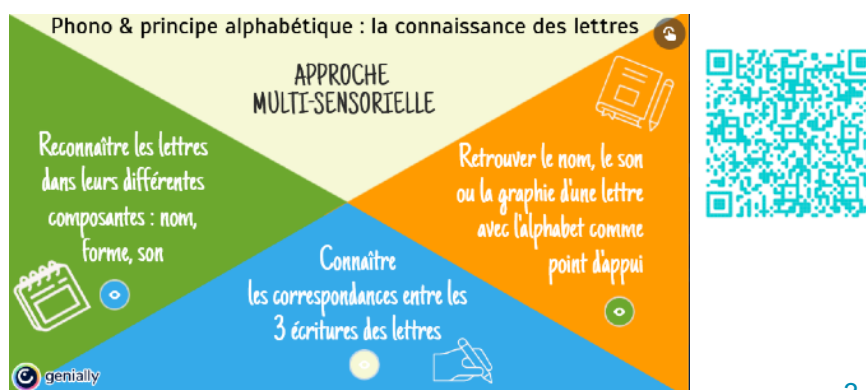 Phono & principe alphabétique : la connaissance des lettres
APPROCHE
MULTI-SENSORIELLE
Reconnaître les lettres
dans leurs différentes
composantes : nom,
forme, son
Retrouver le nom, le son
ou la graphie d'une lettre
avec l'alphabet comme
point d'appui
Connaître
les correspondances entre les
3 écritures des lettres
genially